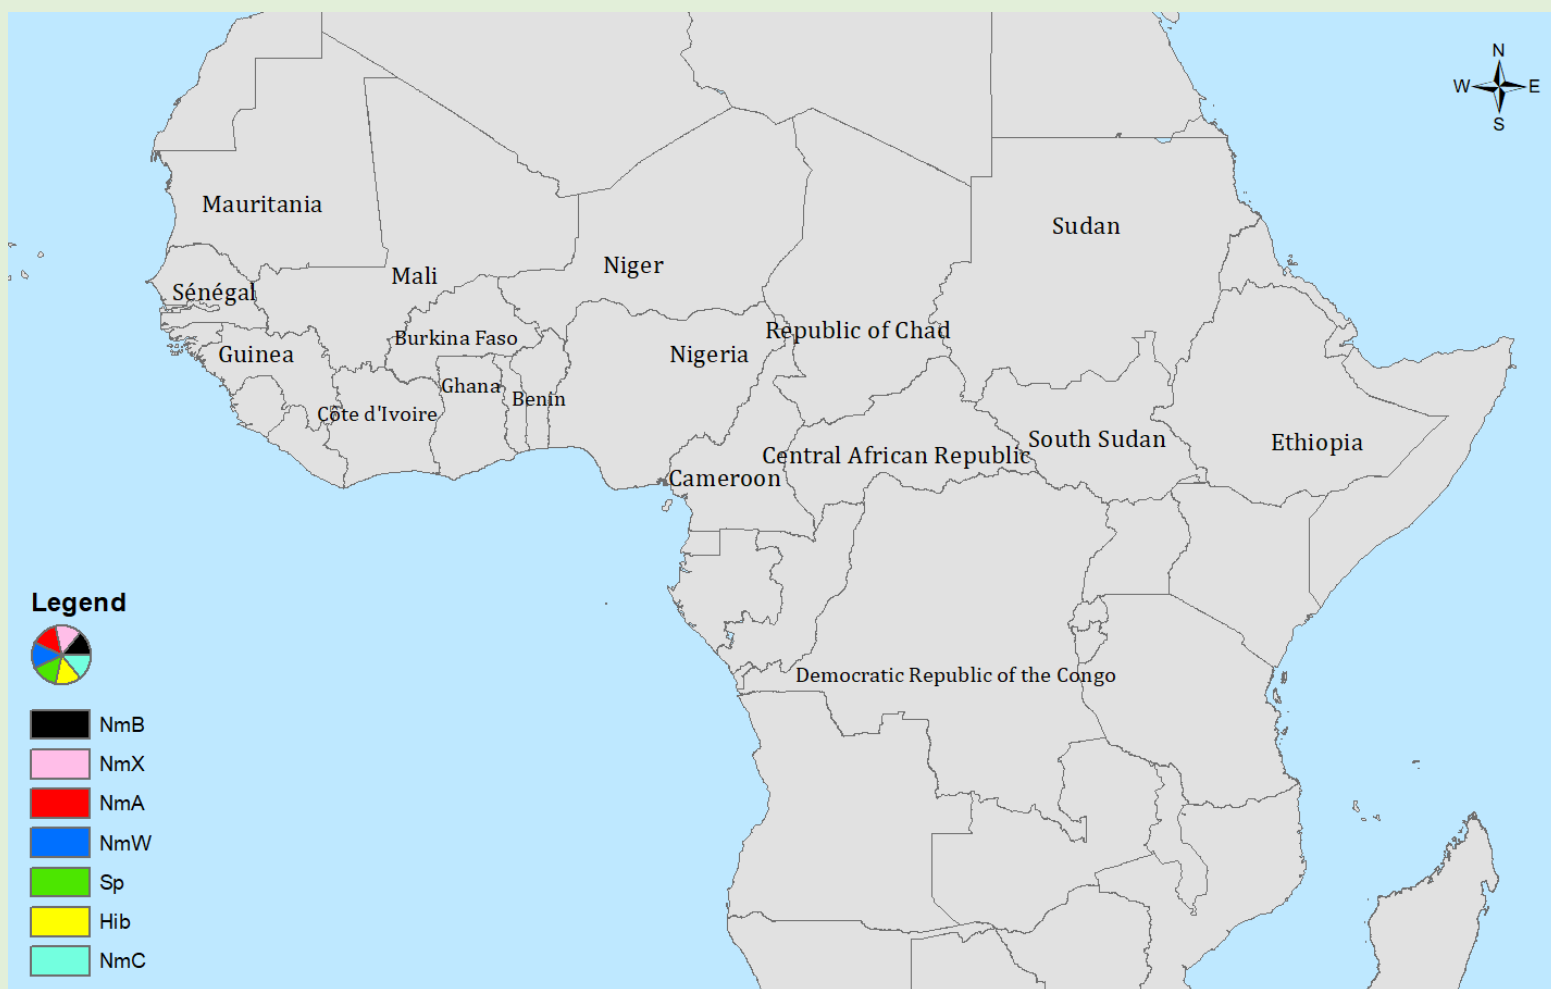 N
W E
S
Mauritania
Sudan
Niger
Mali
Sénégal
Republic of Chad
Burkina Faso
Guinea
Nigeria
Ghana
Benin
Côte d'Ivoire
South Sudan
Ethiopia
Central African Republic
Cameroon
Democratic Republic of the Congo
Legend
NmB
NmX
NmA
NmW
Sp
Hib
NmC